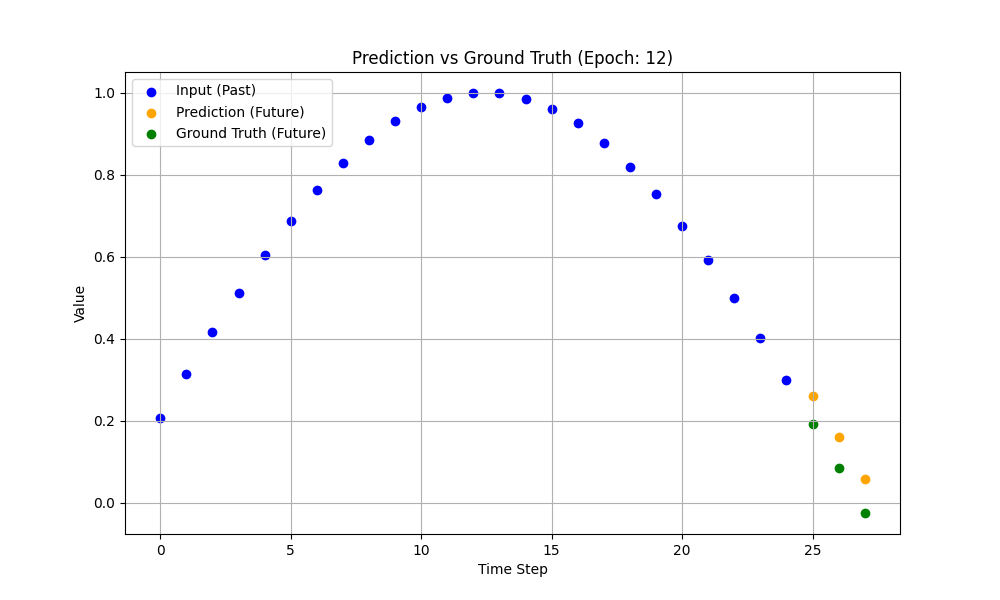 Prediction vs Ground Truth (Epoch: 12)
Input (Past)
Prediction (Future)
Ground Truth (Future)
1.0
0.8
0.6
0.4
0.2
0.0
Value
0 5 10 15 20 25
Time Step